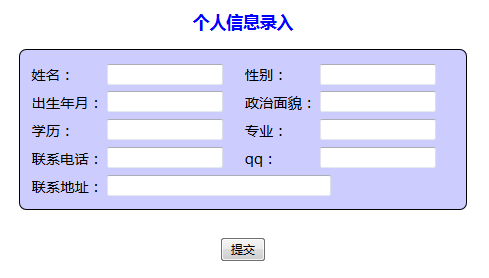 个人信息录入
姓名： 性别：
出生年月： 政治面貌：
学历： 专业：
联系电话： qq：
联系地址：
提交